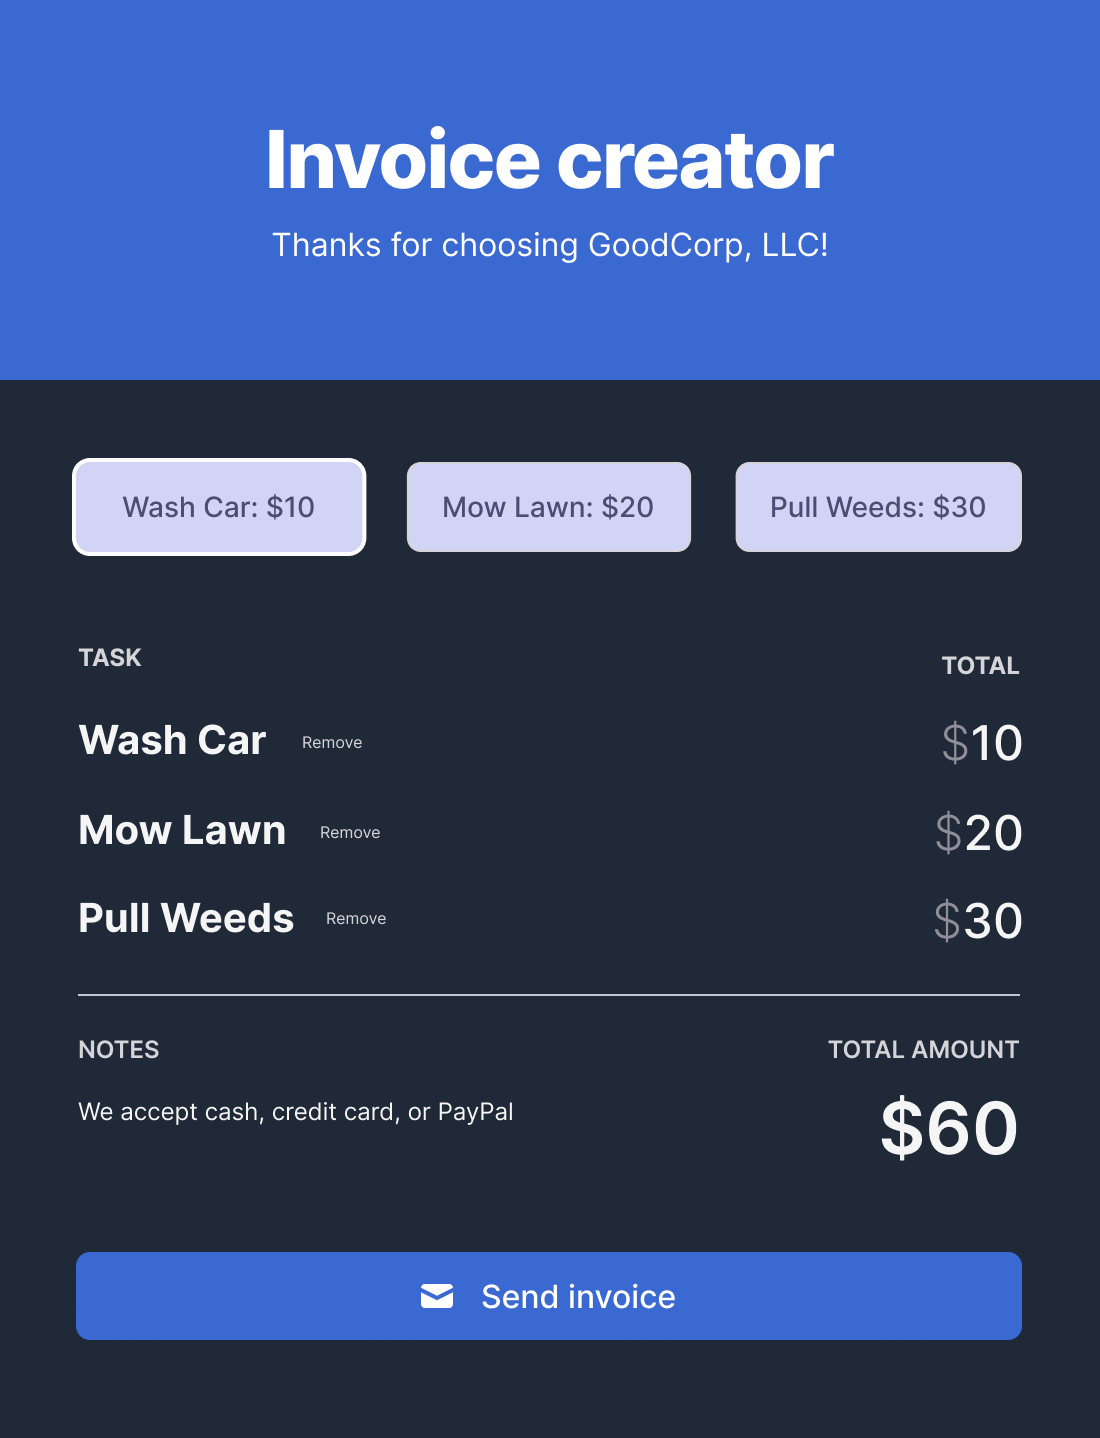 Invoice creator
Thanks for choosing GoodCorp, LLC!
Wash Car: $10 Mow Lawn: $20 Pull Weeds: $30
TASK TOTAL
Wash Car Remove $10
Mow Lawn Remove $20
Pull Weeds Remove $30
NOTES TOTAL AMOUNT
We accept cash, credit card, or PayPal $60
Send invoice